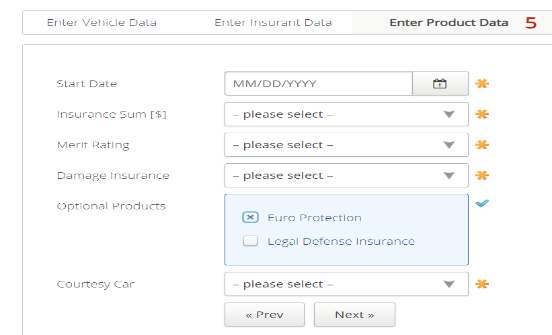 Enter Vehicle Data Enter Insurant Data Enter Product Data 5
Start Date MM/DD/YYYY
Insurance Sum [$] – please select –
Merit Rating – please select –
Damage Insurance – please select –
Optional Products
Euro Protection
Legal Defense Insurance
Courtesy Car – please select –
« Prev Next »